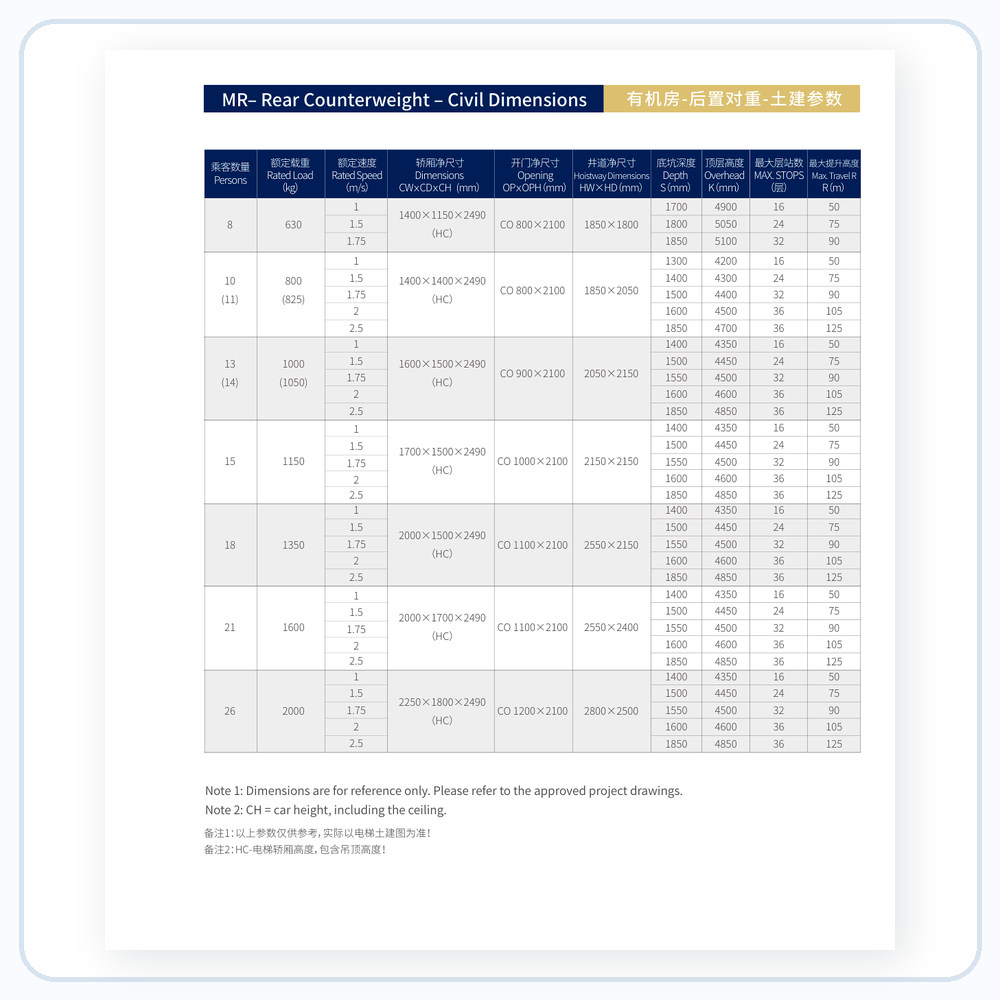 MR– Rear Counterweight – Civil Dimensions 有机房-后置对重-土建参数
乘客数量 额定载重 额定速度 轿厢净尺寸 开门净尺寸 井道净尺寸 底坑深度 顶层高度 最大层站数 最大提升高度
Persons Rated Load Rated Speed Dimensions Opening Hoistway Dimensions Depth Overhead MAX. STOPS Max. Travel R
(kg) (m/s) CWxCDxCH (mm) OPxOPH (mm) HW×HD (mm) S (mm) K (mm) (层) R (m)
8 630 1 1400×1150×2490 (HC) CO 800×2100 1850×1800 1700 4900 16 50
1.5 1800 5050 24 75
1.75 1850 5100 32 90
10 (11) 800 (825) 1 1400×1400×2490 (HC) CO 800×2100 1850×2050 1300 4200 16 50
1.5 1400 4300 24 75
1.75 1500 4400 32 90
2 1600 4500 36 105
2.5 1850 4700 36 125
13 (14) 1000 (1050) 1 1600×1500×2490 (HC) CO 900×2100 2050×2150 1400 4350 16 50
1.5 1500 4450 24 75
1.75 1550 4500 32 90
2 1600 4600 36 105
2.5 1850 4850 36 125
15 1150 1 1700×1500×2490 (HC) CO 1000×2100 2150×2150 1400 4350 16 50
1.5 1500 4450 24 75
1.75 1550 4500 32 90
2 1600 4600 36 105
2.5 1850 4850 36 125
18 1350 1 2000×1500×2490 (HC) CO 1100×2100 2550×2150 1400 4350 16 50
1.5 1500 4450 24 75
1.75 1550 4500 32 90
2 1600 4600 36 105
2.5 1850 4850 36 125
21 1600 1 2000×1700×2490 (HC) CO 1100×2100 2550×2400 1400 4350 16 50
1.5 1500 4450 24 75
1.75 1550 4500 32 90
2 1600 4600 36 105
2.5 1850 4850 36 125
26 2000 1 2250×1800×2490 (HC) CO 1200×2100 2800×2500 1400 4350 16 50
1.5 1500 4450 24 75
1.75 1550 4500 32 90
2 1600 4600 36 105
2.5 1850 4850 36 125
Note 1: Dimensions are for reference only. Please refer to the approved project drawings.
Note 2: CH = car height, including the ceiling.
备注1：以上参数仅供参考，实际以电梯土建图为准！
备注2：HC-电梯轿厢高度，包含吊顶高度！